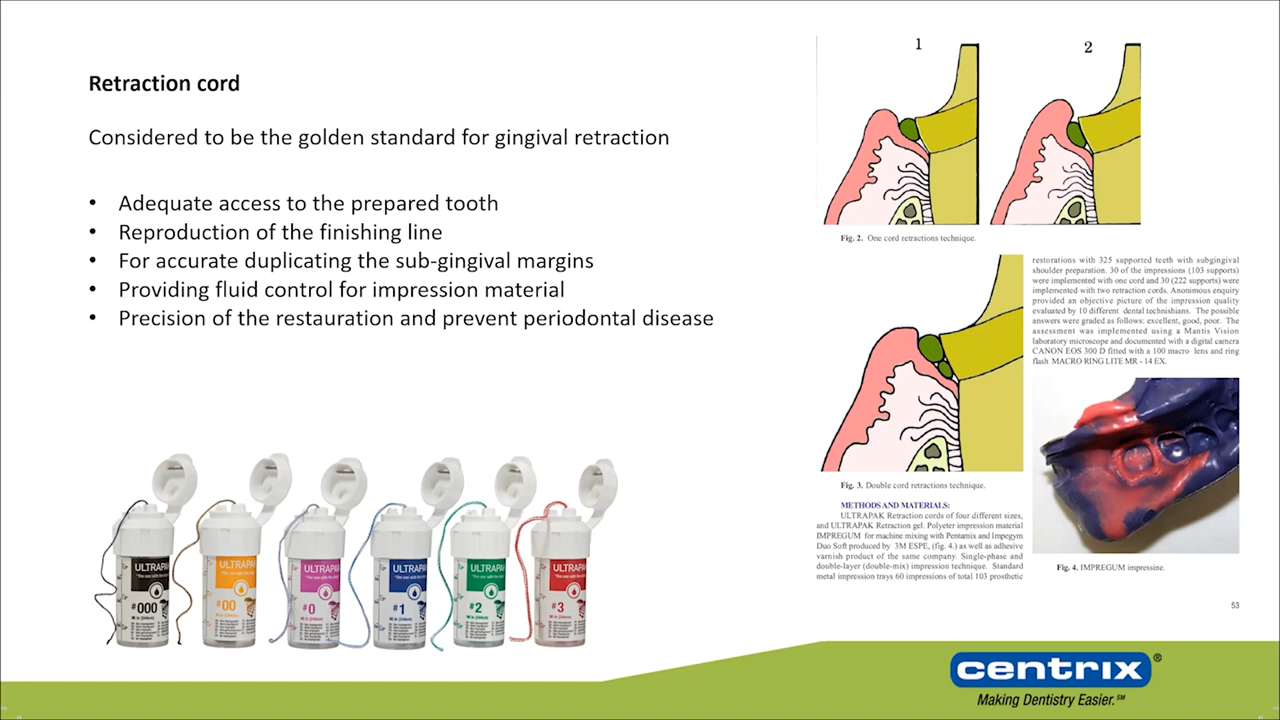 Retraction cord
Considered to be the golden standard for gingival retraction
• Adequate access to the prepared tooth
• Reproduction of the finishing line
• For accurate duplicating the sub-gingival margins
• Providing fluid control for impression material
• Precision of the restauration and prevent periodontal disease
1
2
Fig. 2. One cord retractions technique.
Fig. 3. Double cord retractions technique.
METHODS AND MATERIALS:
ULTRAPAK Retraction cords of four different sizes,
and ULTRAPAK Retraction gel. Polyeter impression material
IMPREGUM for machine mixing with Pentamix and Impegym
Duo Soft produced by 3M ESPE, (fig. 4.) as well as adhesive
varnish product of the same company. Single-phase and
double-layer (double-mix) impression technique. Standard
metal impression trays 60 impressions of total 103 prosthetic
restorations with 325 supported teeth with subgingival
shoulder preparation. 30 of the impressions (103 supports)
were implemented with one cord and 30 (222 supports) were
implemented with two retraction cords. Anonimous enquiry
provided an objective picture of the impression quality
evaluated by 10 different dental technishians. The possible
answers were graded as follows: excellent, good, poor. The
assessment was implemented using a Mantis Vision
laboratory microscope and documented with a digital camera
CANON EOS 300 D fitted with a 100 macro lens and ring
flash MACRO RING LITE MR - 14 EX.
Fig. 4. IMPREGUM impressine.
53
ULTRAPA
#000
ULTRAPA
#00
ULTRAPA
#0
ULTRAPA
#1
ULTRAPA
#2
ULTRAPA
#3
centrix®
Making Dentistry Easier.℠